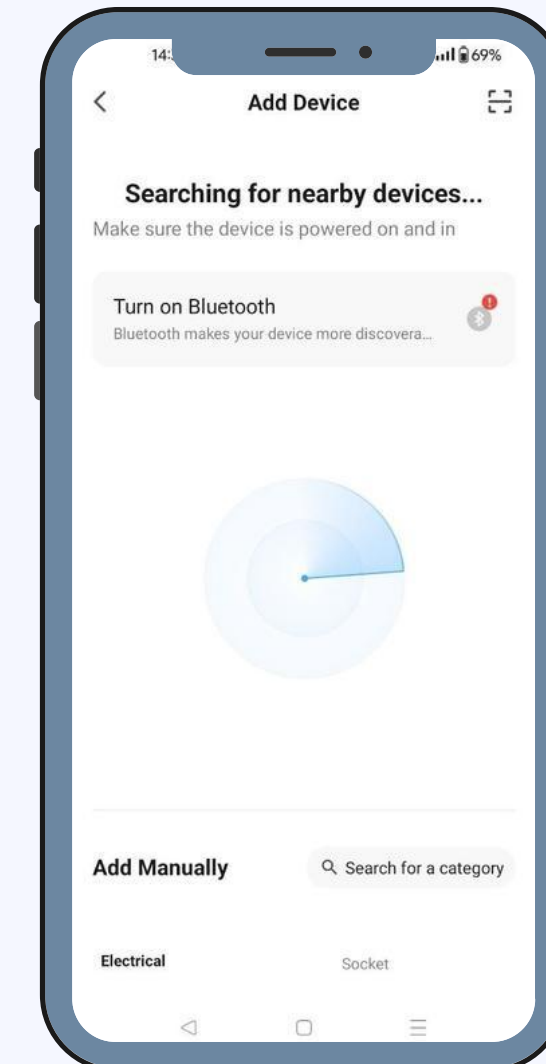 14:
69%
Add Device
Searching for nearby devices...
Make sure the device is powered on and in
Turn on Bluetooth
Bluetooth makes your device more discovera...
Add Manually
Search for a category
Electrical
Socket